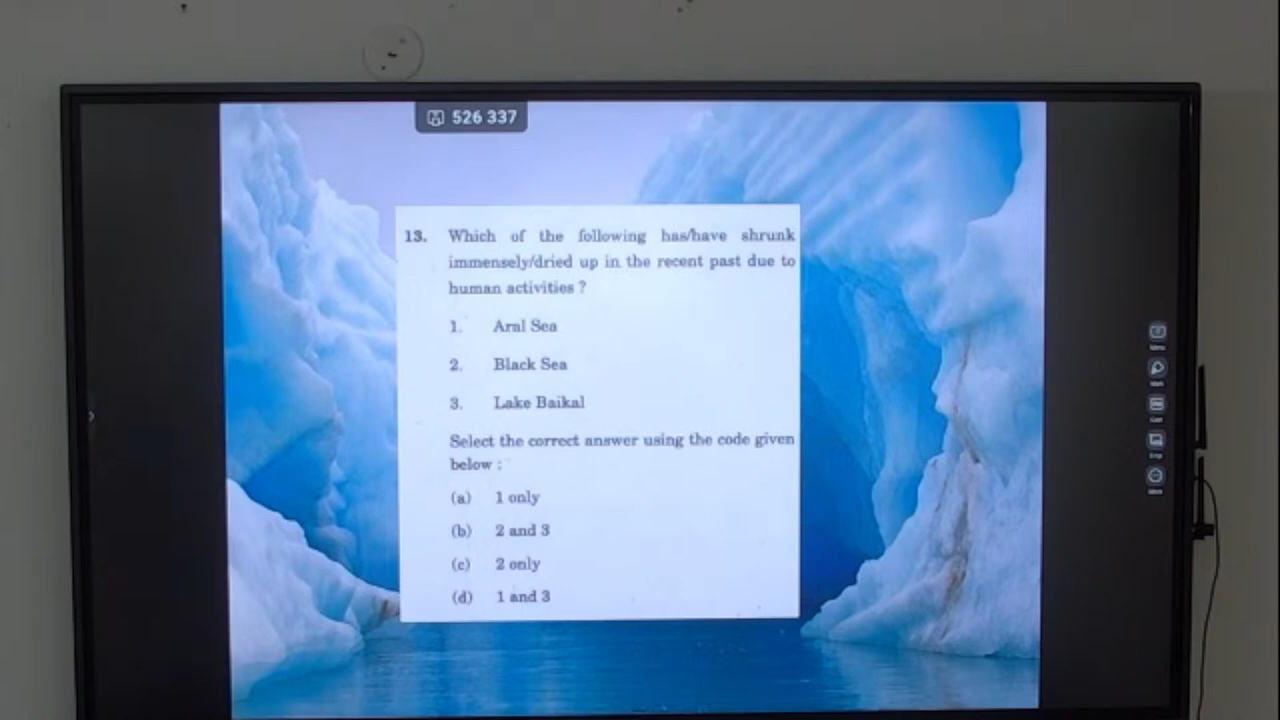 526 337
13. Which of the following has/have shrunk
immensely/dried up in the recent past due to
human activities ?
1. Aral Sea
2. Black Sea
3. Lake Baikal
Select the correct answer using the code given
below :
(a) 1 only
(b) 2 and 3
(c) 2 only
(d) 1 and 3
Menu